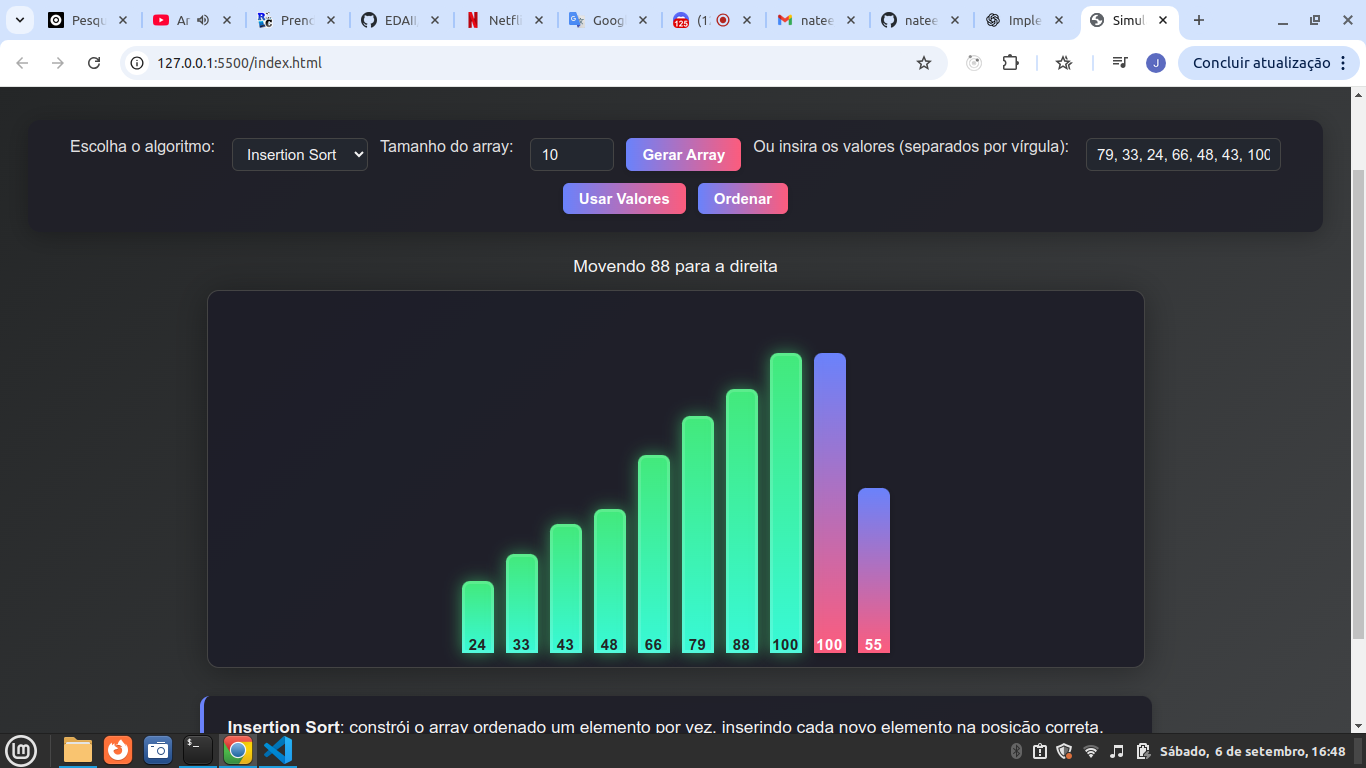 Pesqu
Ar
Prend
EDAII
Netfli
Goog
125
(1
natee
natee
Imple
Simul
127.0.0.1:5500/index.html
J
Concluir atualização
Escolha o algoritmo:
Insertion Sort
Tamanho do array:
10
Gerar Array
Ou insira os valores (separados por vírgula):
79, 33, 24, 66, 48, 43, 100
Usar Valores
Ordenar
Movendo 88 para a direita
24 33 43 48 66 79 88 100 100 55
Insertion Sort: constrói o array ordenado um elemento por vez, inserindo cada novo elemento na posição correta.
Sábado, 6 de setembro, 16:48